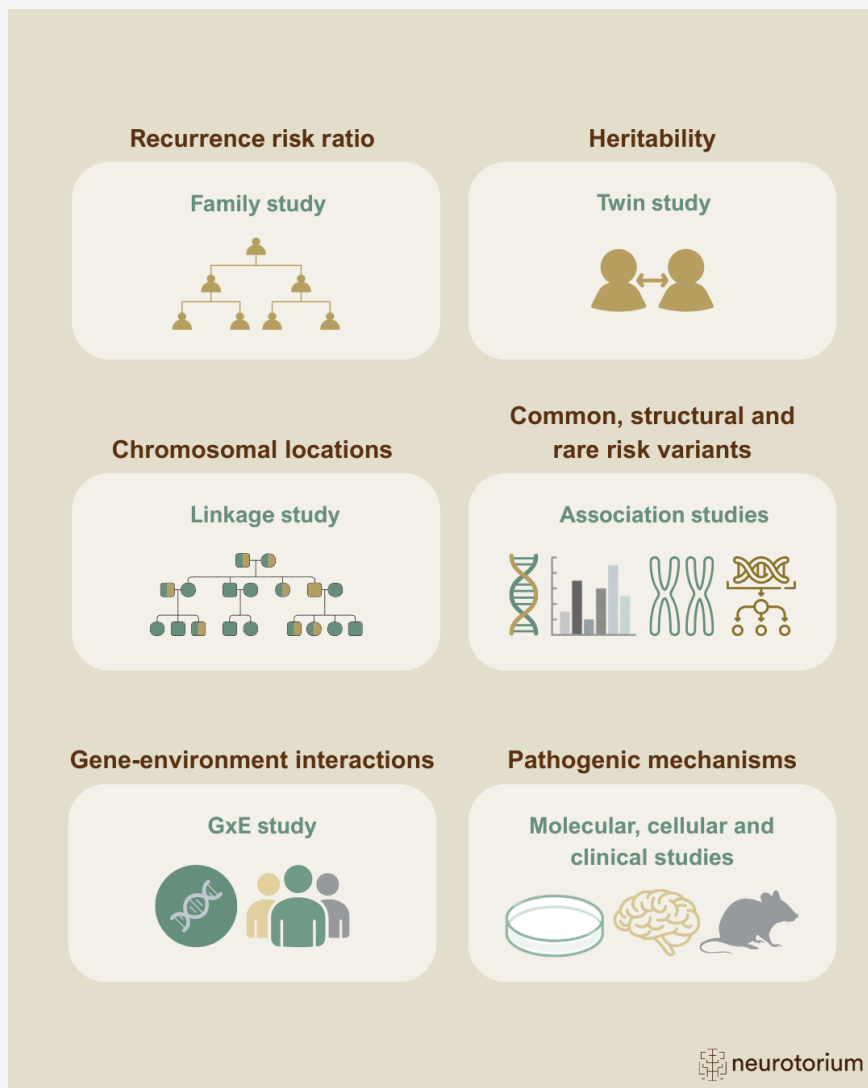 Recurrence risk ratio
Family study
Heritability
Twin study
Chromosomal locations
Linkage study
Common, structural and
rare risk variants
Association studies
Gene-environment interactions
GxE study
Pathogenic mechanisms
Molecular, cellular and
clinical studies
neurotorium